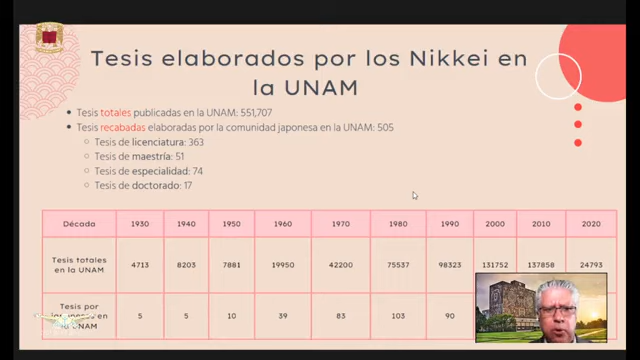 Tesis elaborados por los Nikkei en
la UNAM
Tesis totales publicadas en la UNAM: 551,707
Tesis recabadas elaboradas por la comunidad japonesa en la UNAM: 505
Tesis de licenciatura: 363
Tesis de maestría: 51
Tesis de especialidad: 74
Tesis de doctorado: 17
Década 1930 1940 1950 1960 1970 1980 1990 2000 2010 2020
Tesis totales
en la UNAM 4713 8203 7881 19950 42200 75537 98323 131752 137858 24793
Tesis por
en la UNAM 5 5 10 39 83 103 90